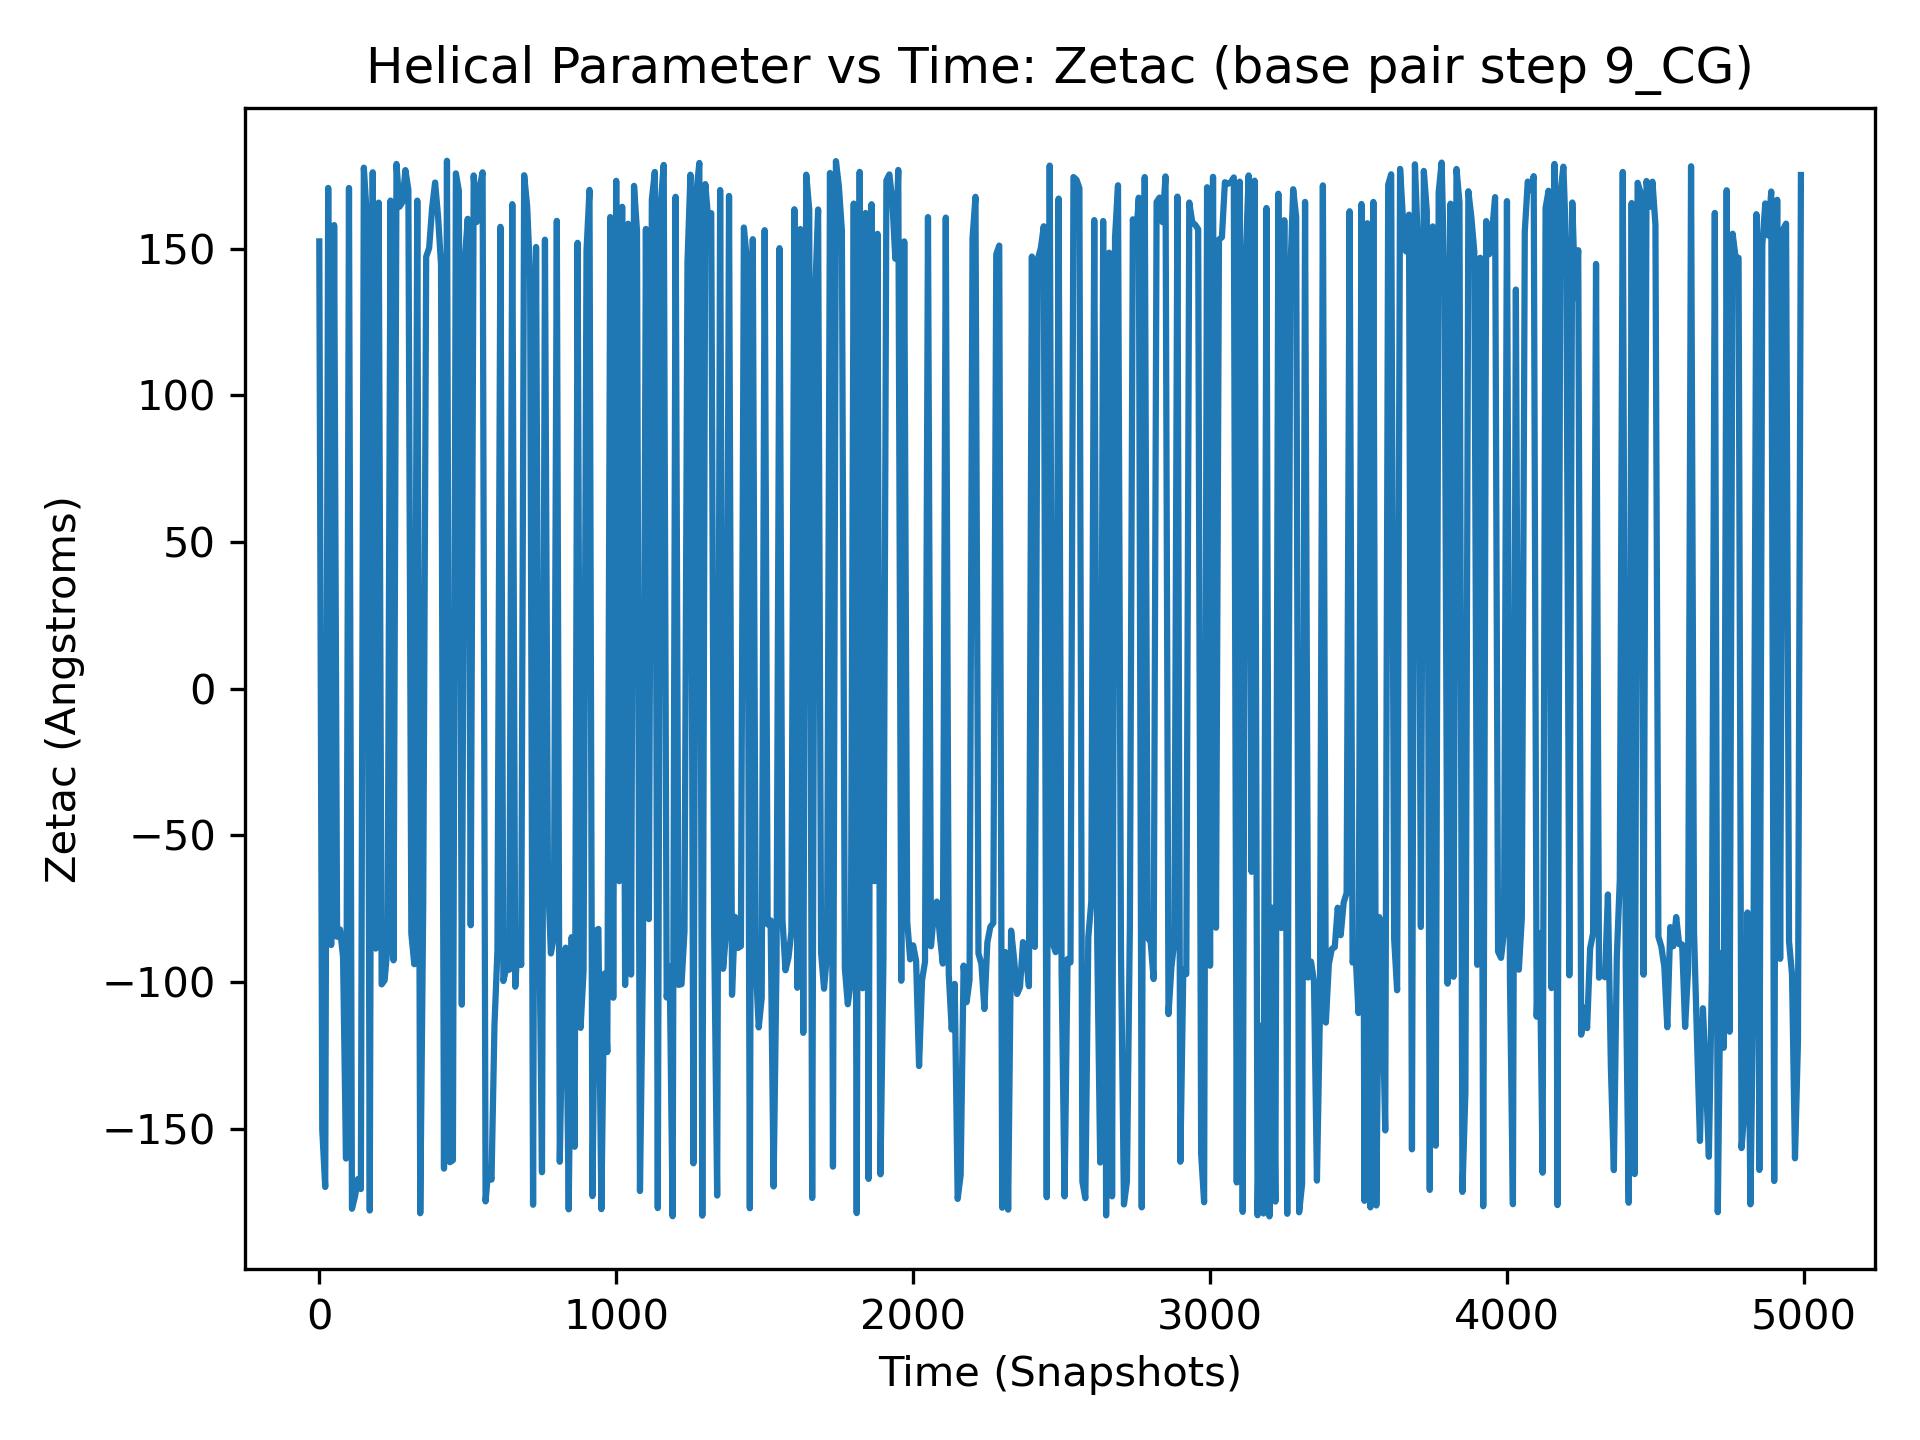 Helical Parameter vs Time: Zetac (base pair step 9_CG)
Zetac (Angstroms)
150
100
50
0
−50
−100
−150
0 1000 2000 3000 4000 5000
Time (Snapshots)